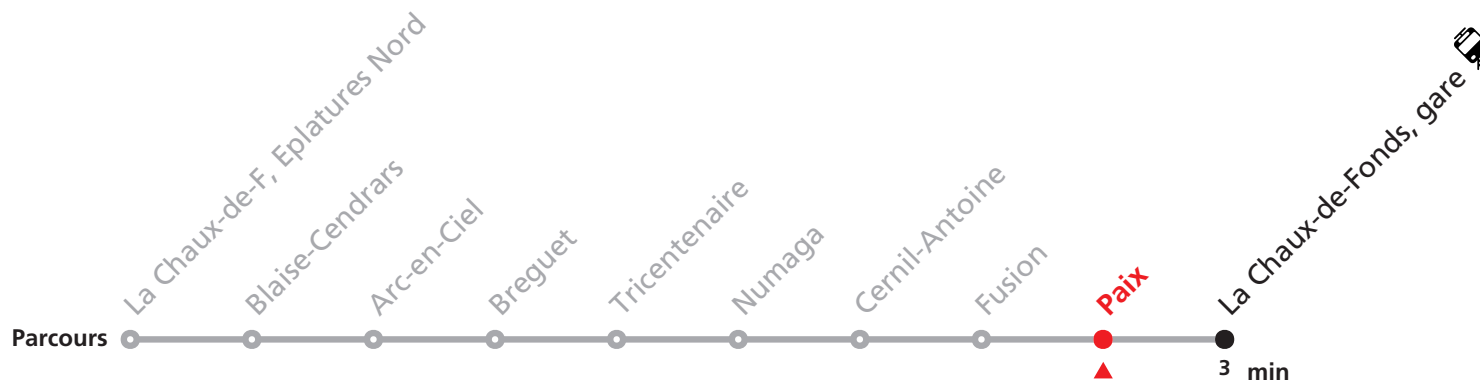 La Chaux-de-F, Eplatures Nord
Blaise-Cendrars
Arc-en-Ciel
Breguet
Tricentenaire
Numaga
Cernil-Antoine
Fusion
Paix
La Chaux-de-Fonds, gare
Parcours
3 min